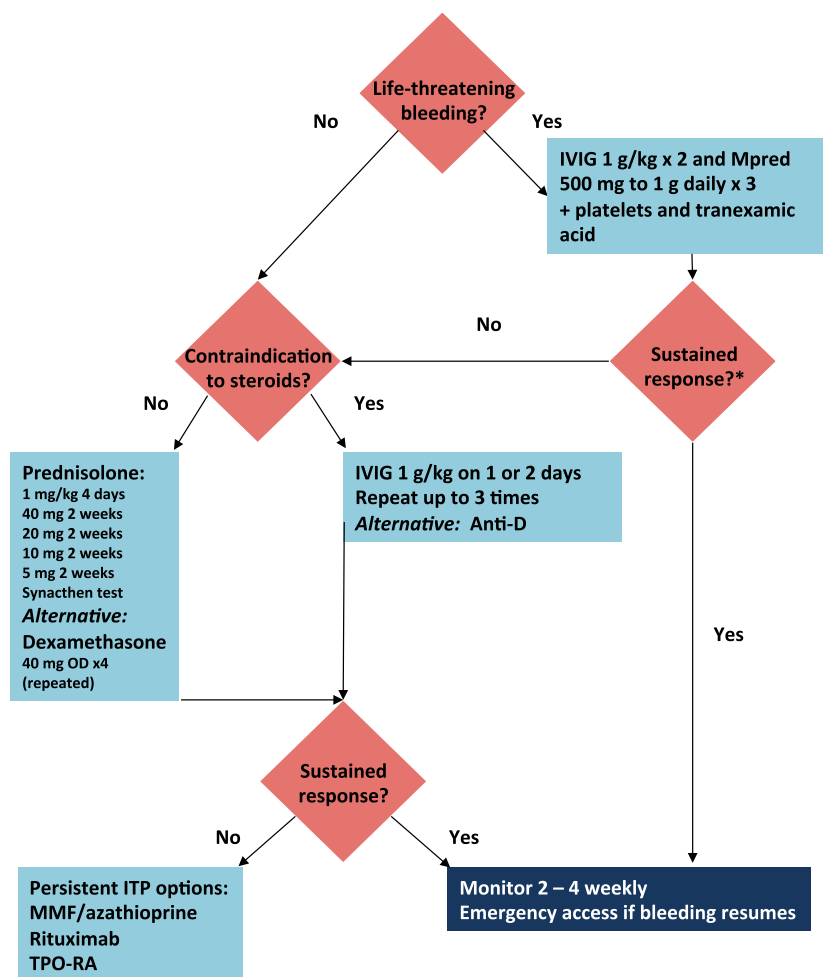 Life-threatening
bleeding?
No
Yes
IVIG 1 g/kg x 2 and Mpred
500 mg to 1 g daily x 3
+ platelets and tranexamic
acid
Contraindication
to steroids?
No
Sustained
response?*
No
Yes
Prednisolone:
1 mg/kg 4 days
40 mg 2 weeks
20 mg 2 weeks
10 mg 2 weeks
5 mg 2 weeks
Synacthen test
Alternative:
Dexamethasone
40 mg OD x4
(repeated)
IVIG 1 g/kg on 1 or 2 days
Repeat up to 3 times
Alternative: Anti-D
Yes
Sustained
response?
No
Yes
Persistent ITP options:
MMF/azathioprine
Rituximab
TPO-RA
Monitor 2 – 4 weekly
Emergency access if bleeding resumes